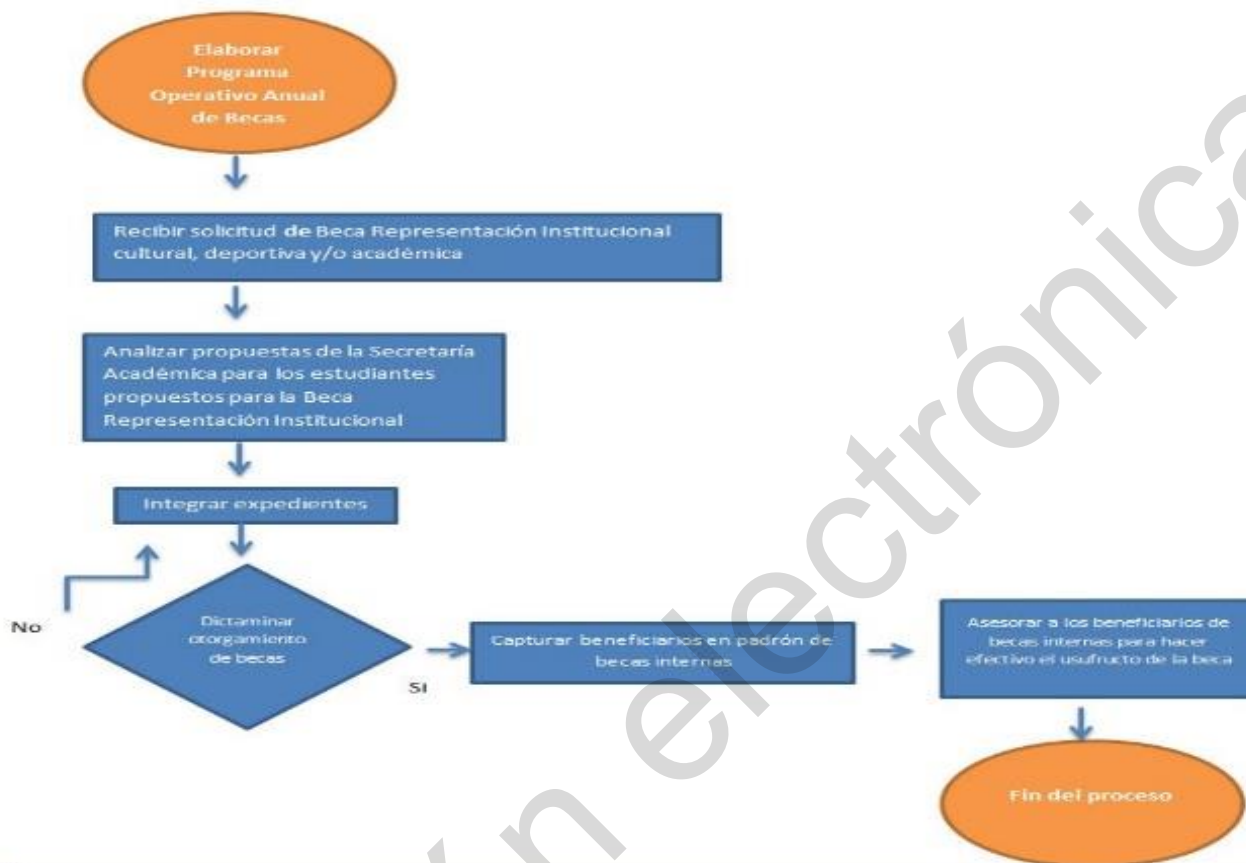 Elaborar
Programa
Operativo Anual
de Becas
Recibir solicitud de Beca Representación Institucional
cultural, deportiva y/o académica
Analizar propuestas de la Secretaría
Académica para los estudiantes
propuestos para la Beca
Representación Institucional
Integrar expedientes
No
Dictaminar
otorgamiento
de becas
Si
Capturar beneficiarios en padrón de
becas internas
Asesorar a los beneficiarios de
becas internas para hacer
efectivo el usufructo de la beca
Fin del proceso
ón electrónica